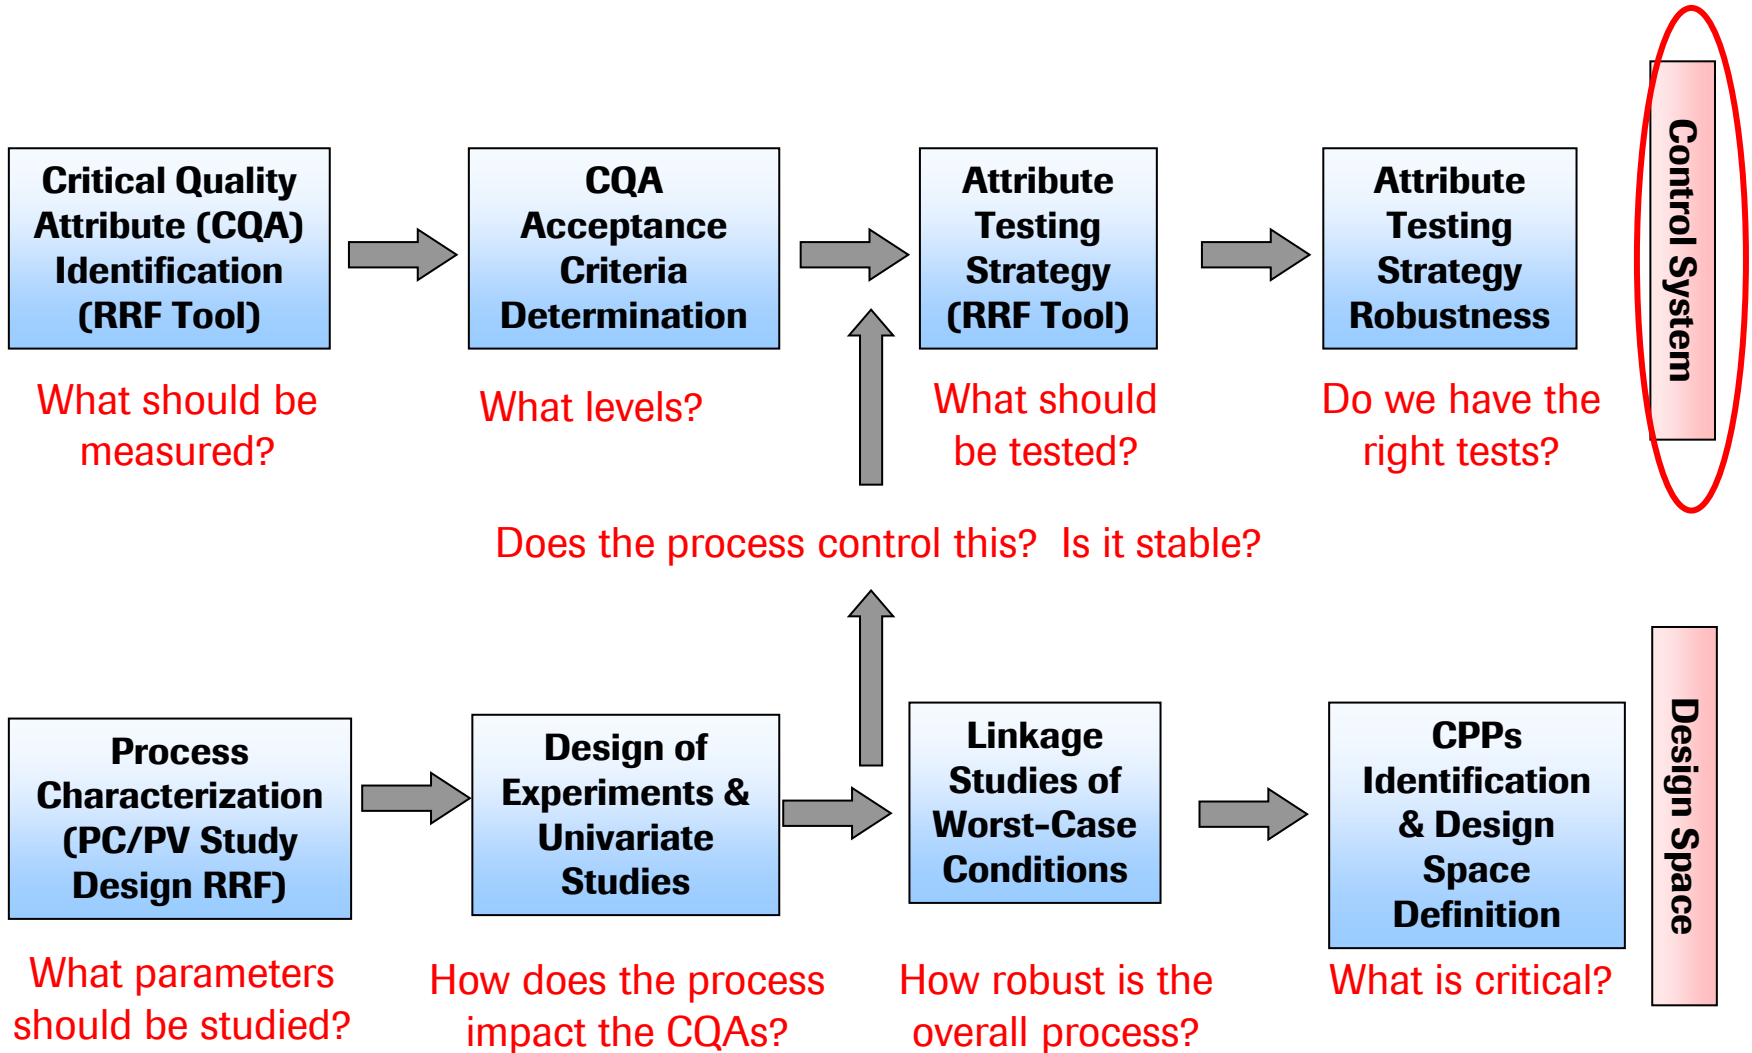 Critical Quality
Attribute (CQA)
Identification
(RRF Tool)
What should be
measured?
CQA
Acceptance
Criteria
Determination
What levels?
Attribute
Testing
Strategy
(RRF Tool)
What should
be tested?
Attribute
Testing
Strategy
Robustness
Do we have the
right tests?
Control System
Does the process control this?  Is it stable?
Process
Characterization
(PC/PV Study
Design RRF)
What parameters
should be studied?
Design of
Experiments &
Univariate
Studies
How does the process
impact the CQAs?
Linkage
Studies of
Worst-Case
Conditions
How robust is the
overall process?
CPPs
Identification
& Design
Space
Definition
What is critical?
Design Space